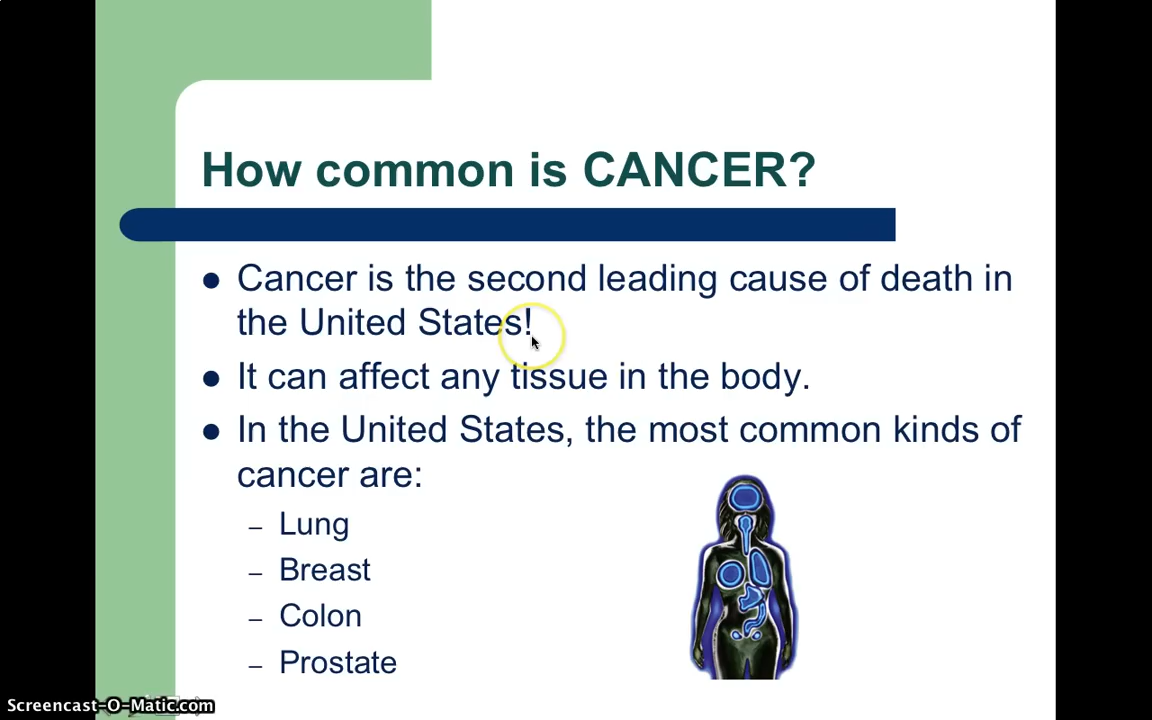 How common is CANCER?
● Cancer is the second leading cause of death in
the United States!
● It can affect any tissue in the body.
● In the United States, the most common kinds of
cancer are:
– Lung
– Breast
– Colon
– Prostate
Screencast-O-Matic.com